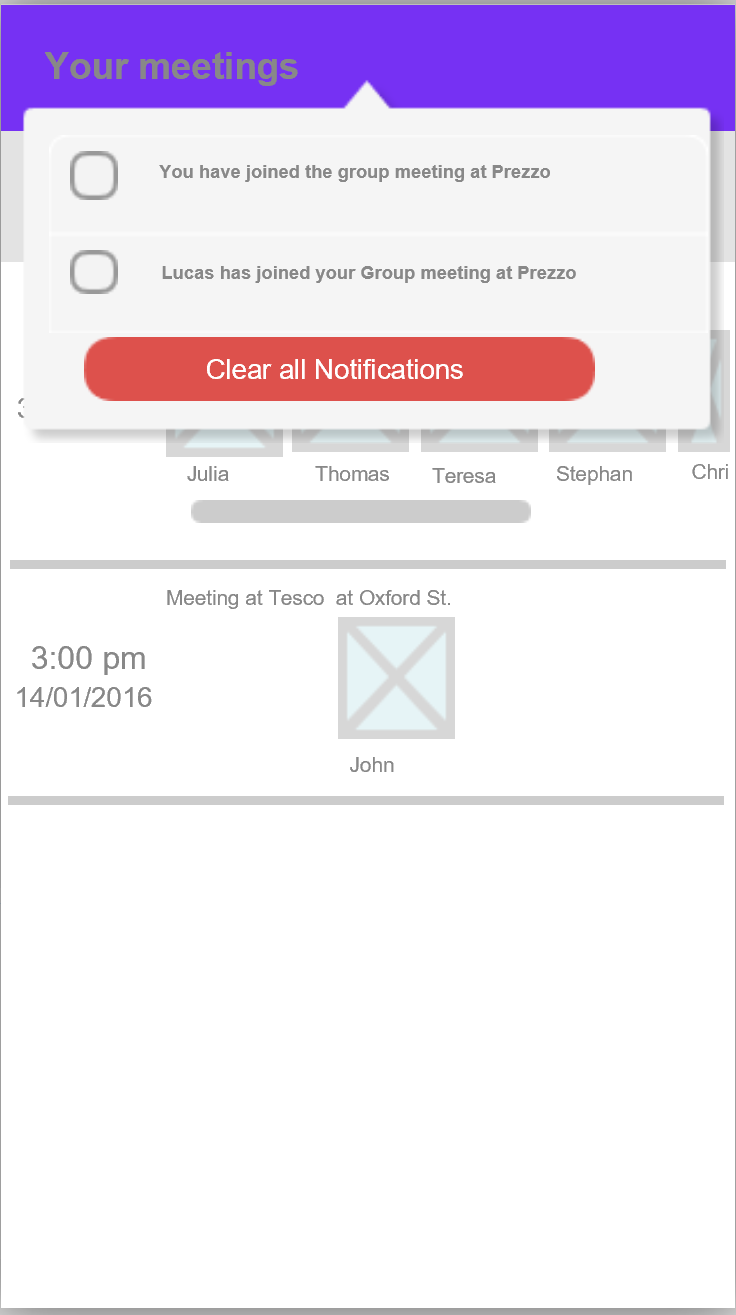 Your meetings
You have joined the group meeting at Prezzo
Lucas has joined your Group meeting at Prezzo
Clear all Notifications
Julia
Thomas
Teresa
Stephan
Chri
Meeting at Tesco at Oxford St.
3:00 pm
14/01/2016
John